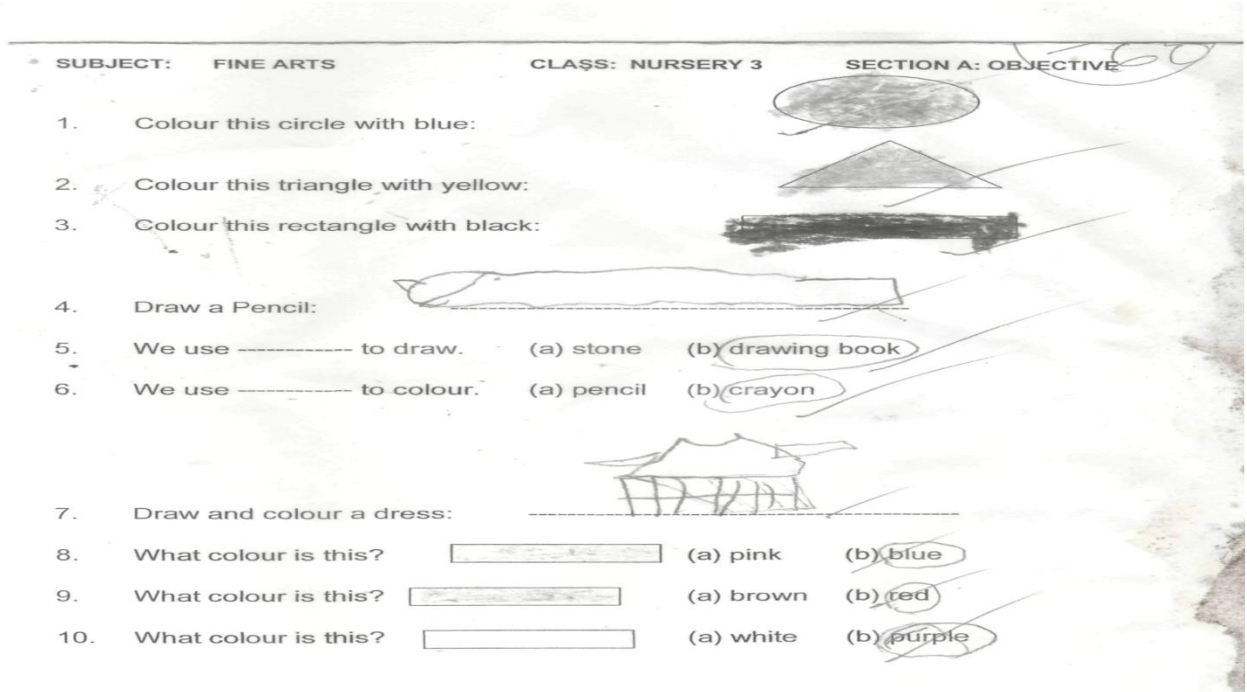 SUBJECT: FINE ARTS CLASS: NURSERY 3 SECTION A: OBJECTIVE
1. Colour this circle with blue:
2. Colour this triangle with yellow:
3. Colour this rectangle with black:
4. Draw a Pencil:
5. We use ------------ to draw. (a) stone (b) drawing book
6. We use ------------ to colour. (a) pencil (b) crayon
7. Draw and colour a dress:
8. What colour is this? (a) pink (b) blue
9. What colour is this? (a) brown (b) red
10. What colour is this? (a) white (b) purple